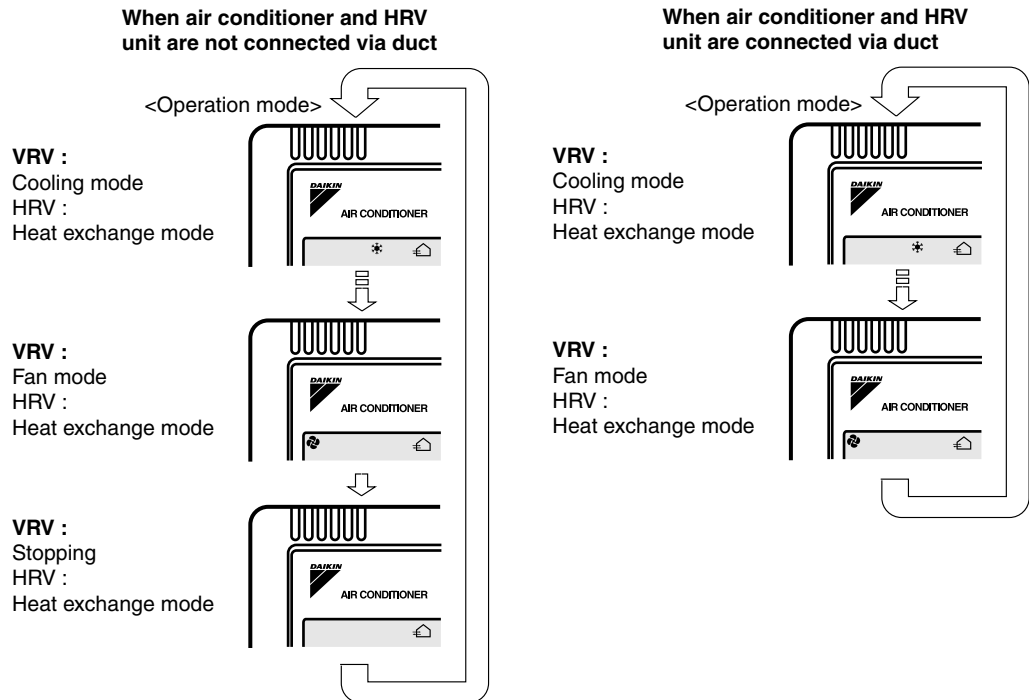 When air conditioner and HRV
unit are not connected via duct
<Operation mode>
VRV :
Cooling mode
HRV :
Heat exchange mode
DAIKIN
AIR CONDITIONER
VRV :
Fan mode
HRV :
Heat exchange mode
DAIKIN
AIR CONDITIONER
VRV :
Stopping
HRV :
Heat exchange mode
DAIKIN
AIR CONDITIONER
When air conditioner and HRV
unit are connected via duct
<Operation mode>
VRV :
Cooling mode
HRV :
Heat exchange mode
DAIKIN
AIR CONDITIONER
VRV :
Fan mode
HRV :
Heat exchange mode
DAIKIN
AIR CONDITIONER